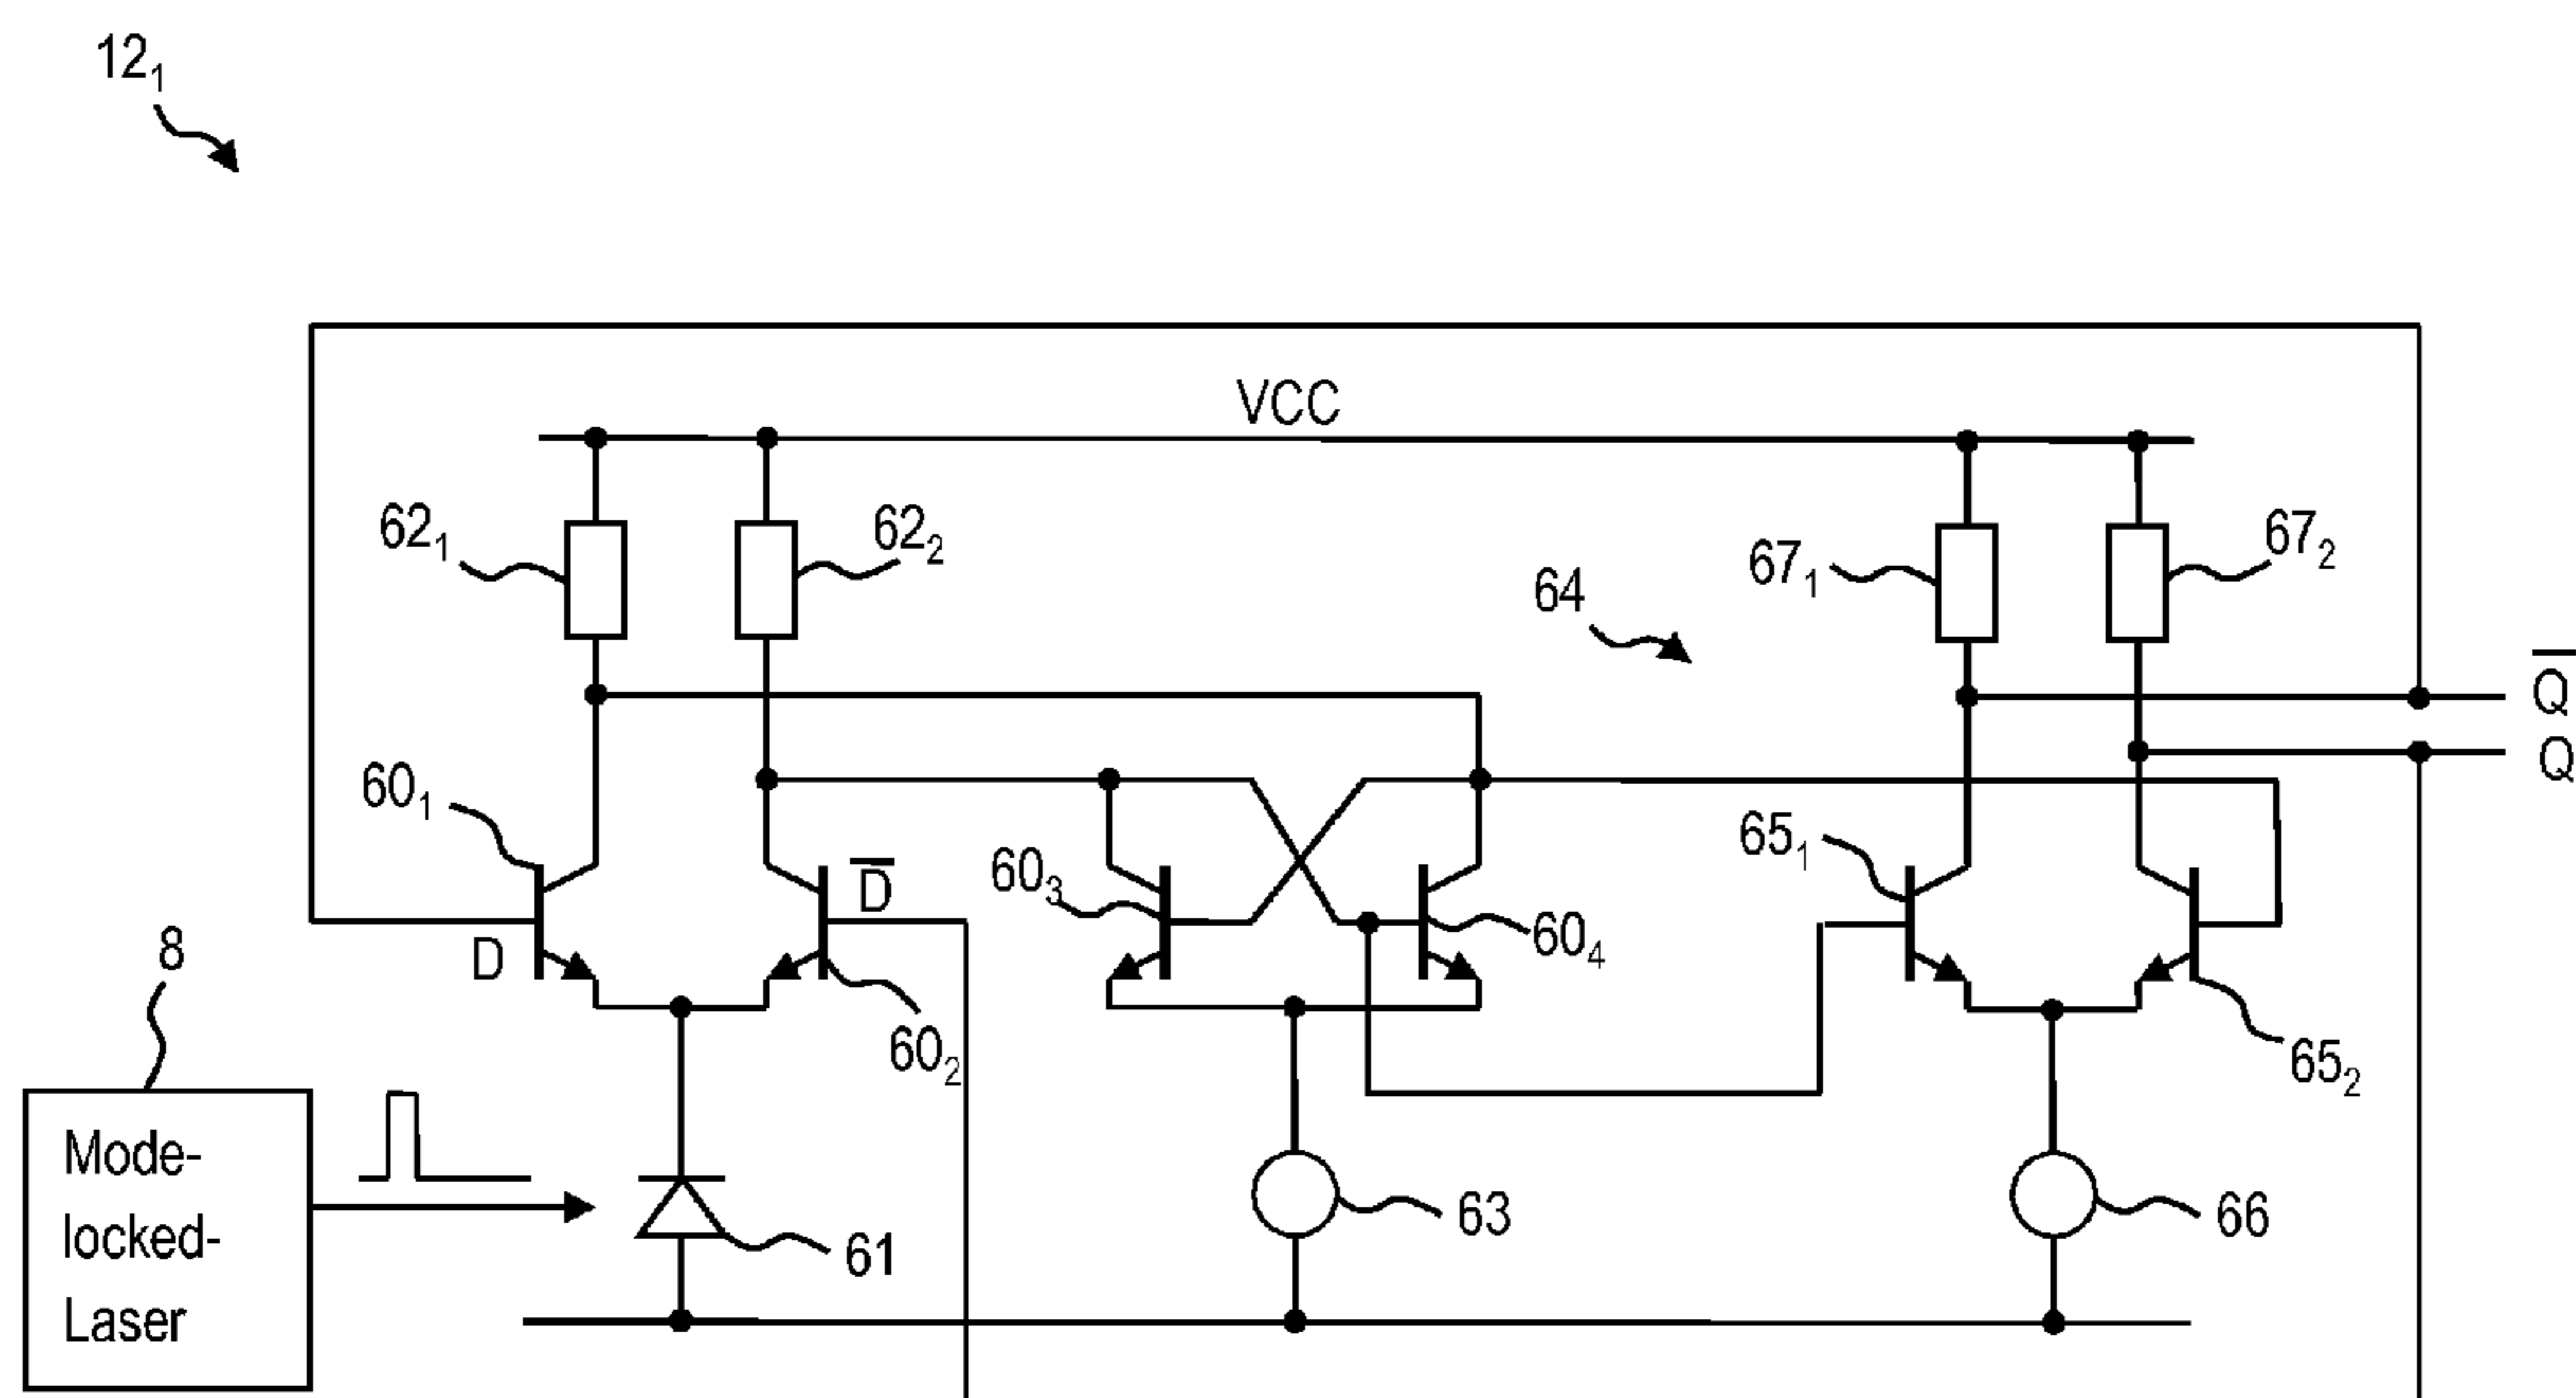 12₁
VCC
62₁
62₂
67₁
67₂
64
Q̅
Q
60₁
D̅
60₃
60₄
65₁
D
8
60₂
65₂
Mode-
locked-
Laser
61
63
66